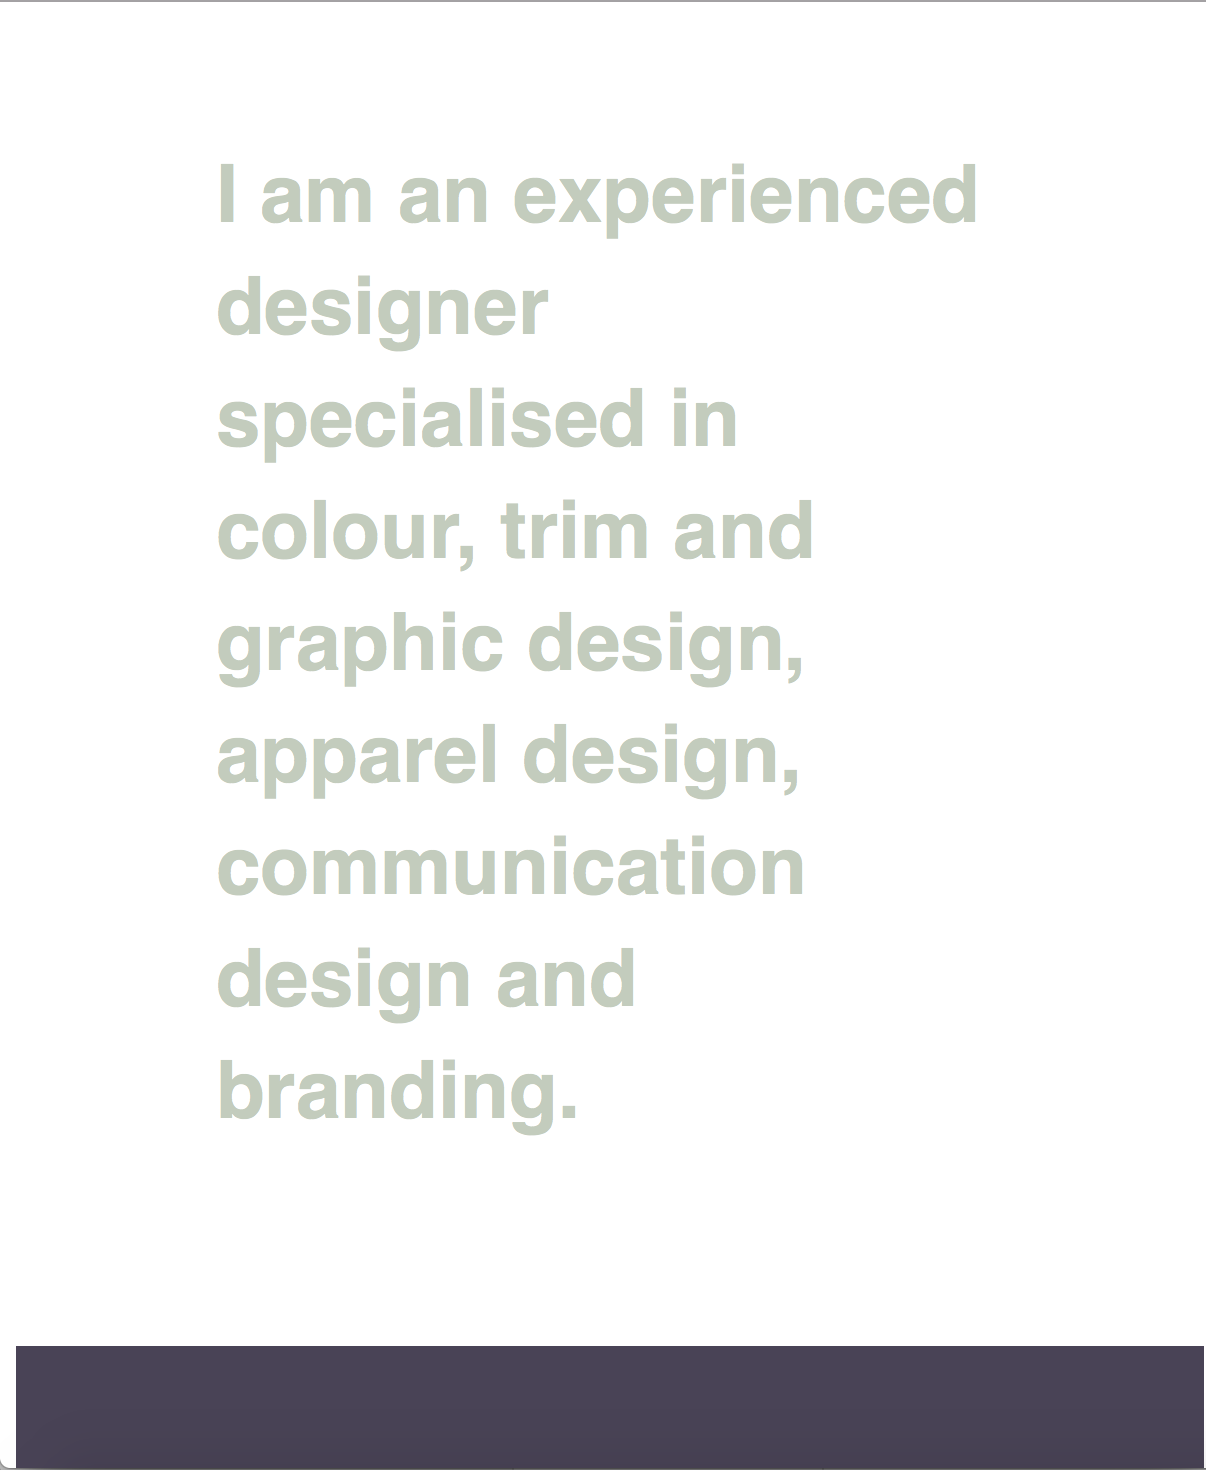 I am an experienced
designer
specialised in
colour, trim and
graphic design,
apparel design,
communication
design and
branding.